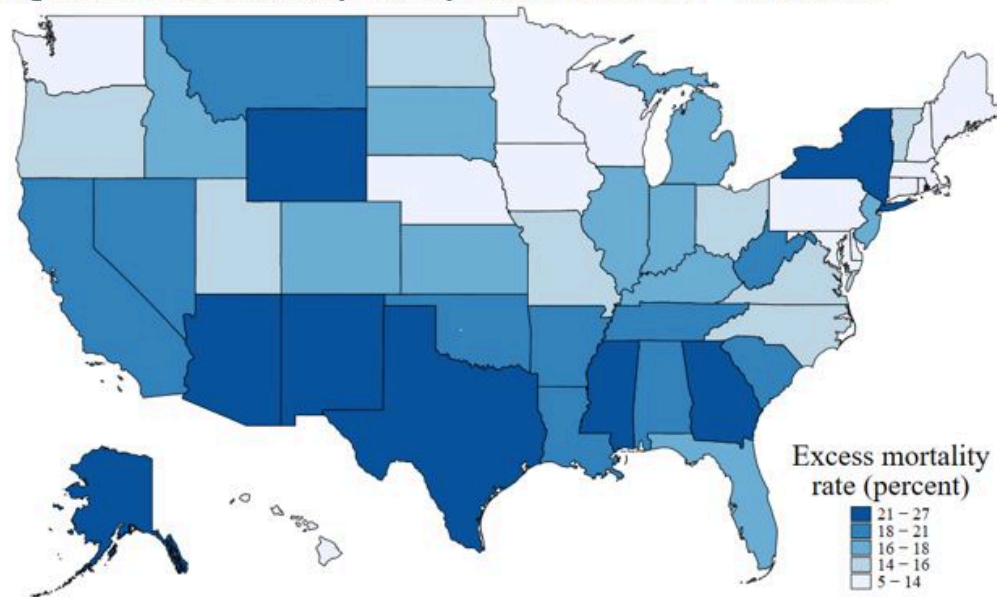 Excess mortality
rate (percent)
21 – 27
18 – 21
16 – 18
14 – 16
5 – 14